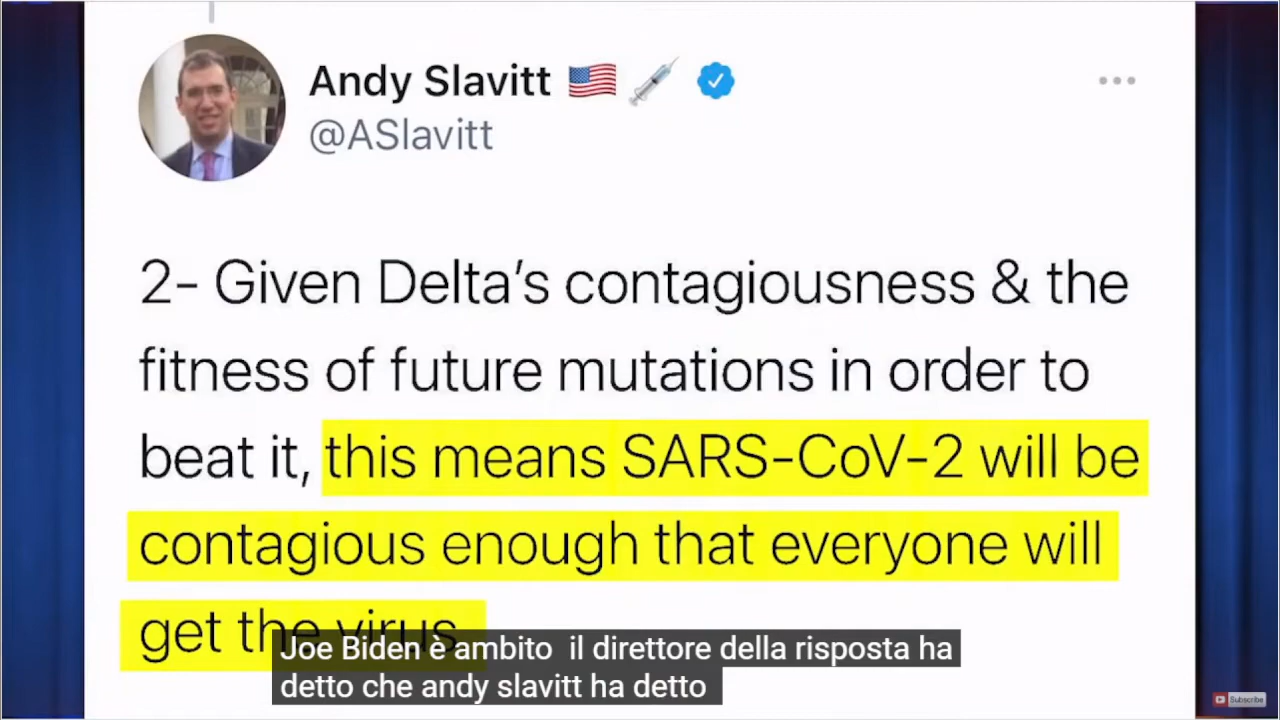 Andy Slavitt
@ASlavitt
2- Given Delta's contagiousness & the
fitness of future mutations in order to
beat it, this means SARS-CoV-2 will be
contagious enough that everyone will
get the virus.
Joe Biden è ambito il direttore della risposta ha
detto che andy slavitt ha detto
Subscribe